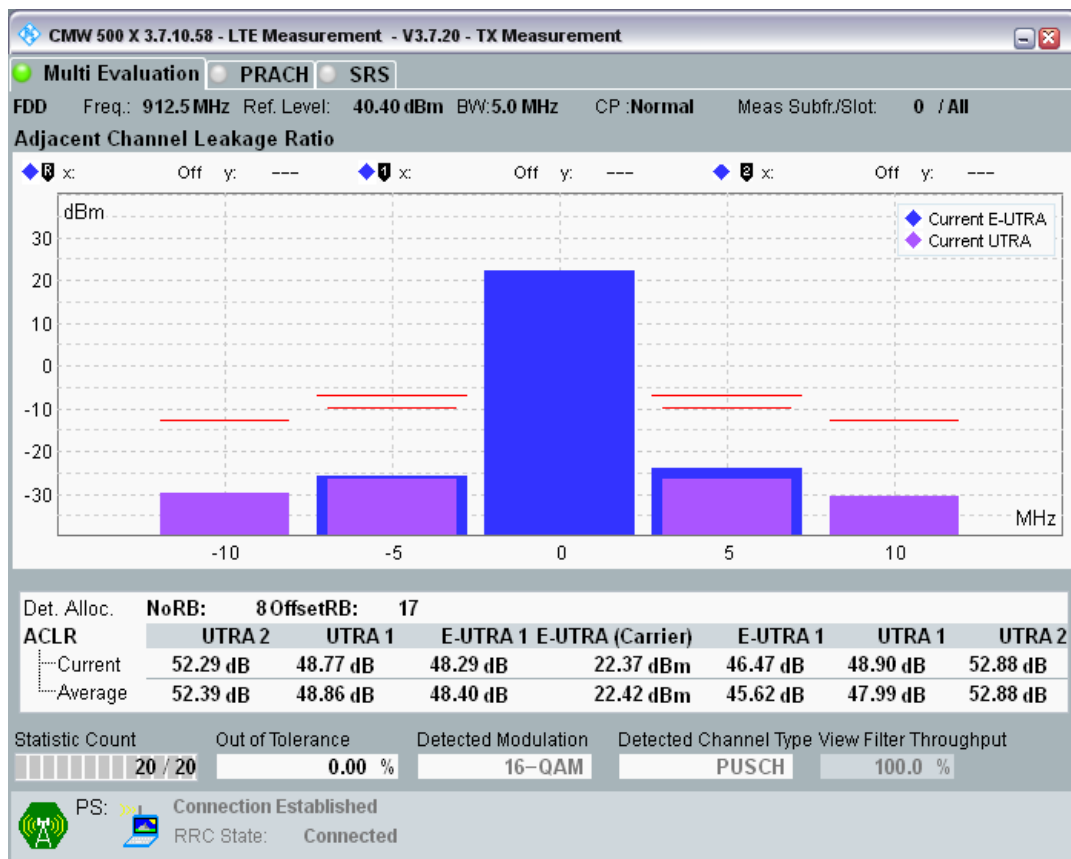 CMW 500 X 3.7.10.58 - LTE Measurement - V3.7.20 - TX Measurement
Multi Evaluation PRACH SRS
FDD Freq.: 912.5 MHz Ref. Level: 40.40 dBm BW:5.0 MHz CP :Normal Meas Subfr./Slot: 0 / All
Adjacent Channel Leakage Ratio
R x: Off y: --- 1 x: Off y: --- 2 x: Off y: ---
dBm
Current E-UTRA
Current UTRA
30
20
10
0
-10
-20
-30
MHz
-10 -5 0 5 10
Det. Alloc. NoRB: 8 OffsetRB: 17
ACLR UTRA 2 UTRA 1 E-UTRA 1 E-UTRA (Carrier) E-UTRA 1 UTRA 1 UTRA 2
Current 52.29 dB 48.77 dB 48.29 dB 22.37 dBm 46.47 dB 48.90 dB 52.88 dB
Average 52.39 dB 48.86 dB 48.40 dB 22.42 dBm 45.62 dB 47.99 dB 52.88 dB
Statistic Count Out of Tolerance Detected Modulation Detected Channel Type View Filter Throughput
20 / 20 0.00 % 16-QAM PUSCH 100.0 %
PS: Connection Established
RRC State: Connected